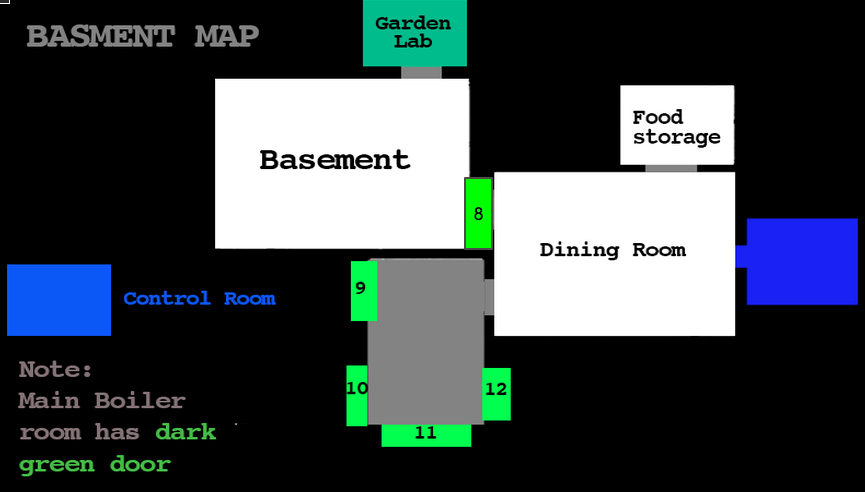 BASMENT MAP
Garden
Lab
Basement
Food
storage
8
Dining Room
9
Control Room
10
12
11
Note:
Main Boiler
room has dark
green door